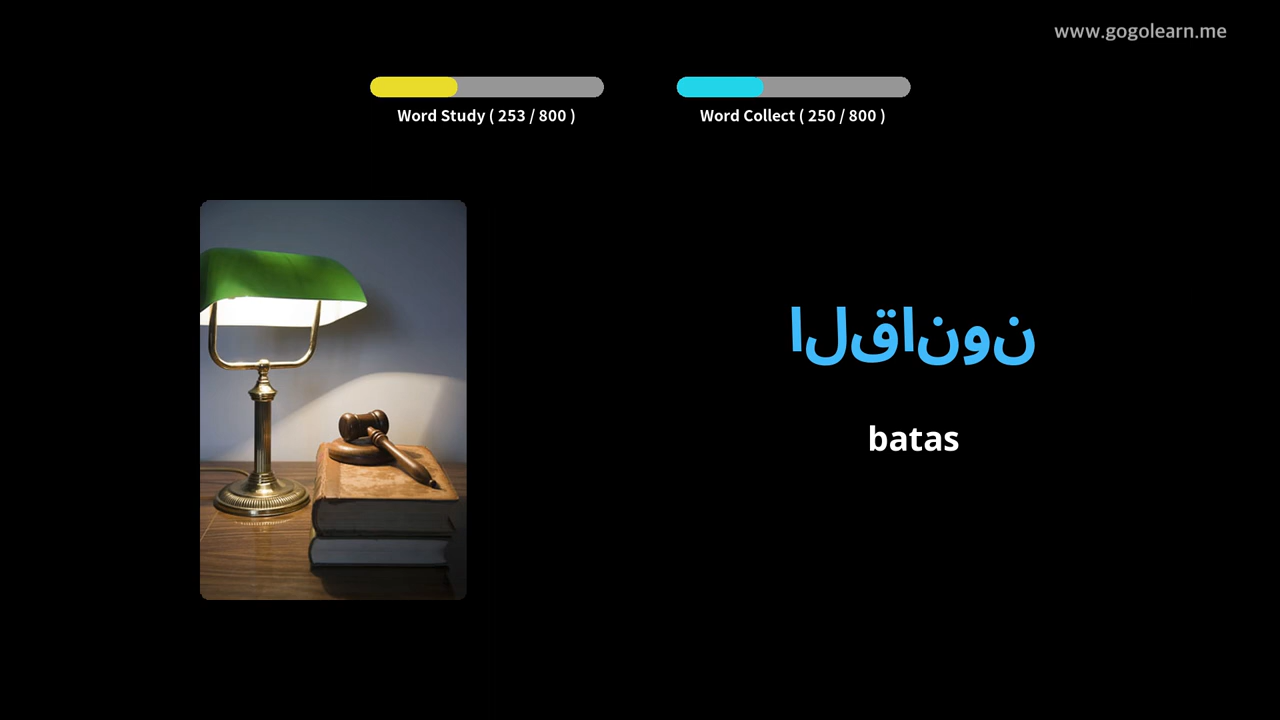 www.gogolearn.me
Word Study ( 253 / 800 )
Word Collect ( 250 / 800 )
القانون
batas